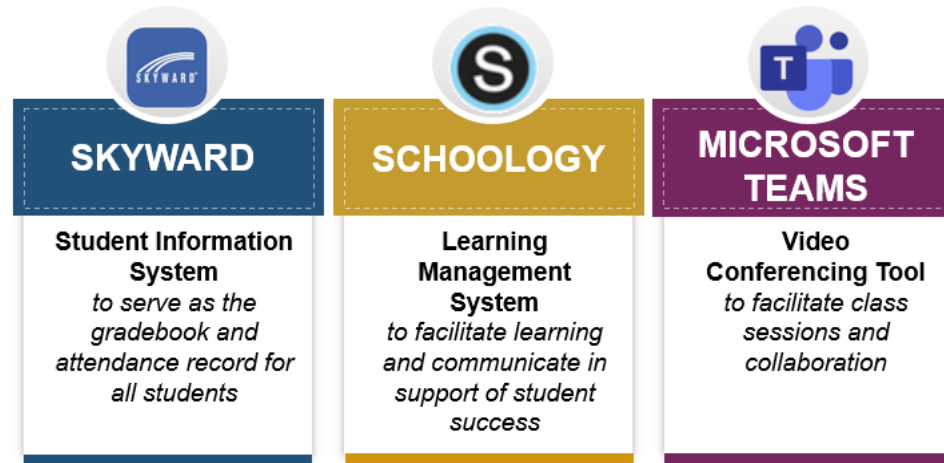 SKYWARD®
SKYWARD
Student Information
System
to serve as the
gradebook and
attendance record for
all students
S
SCHOOLOGY
Learning
Management
System
to facilitate learning
and communicate in
support of student
success
T
MICROSOFT
TEAMS
Video
Conferencing Tool
to facilitate class
sessions and
collaboration